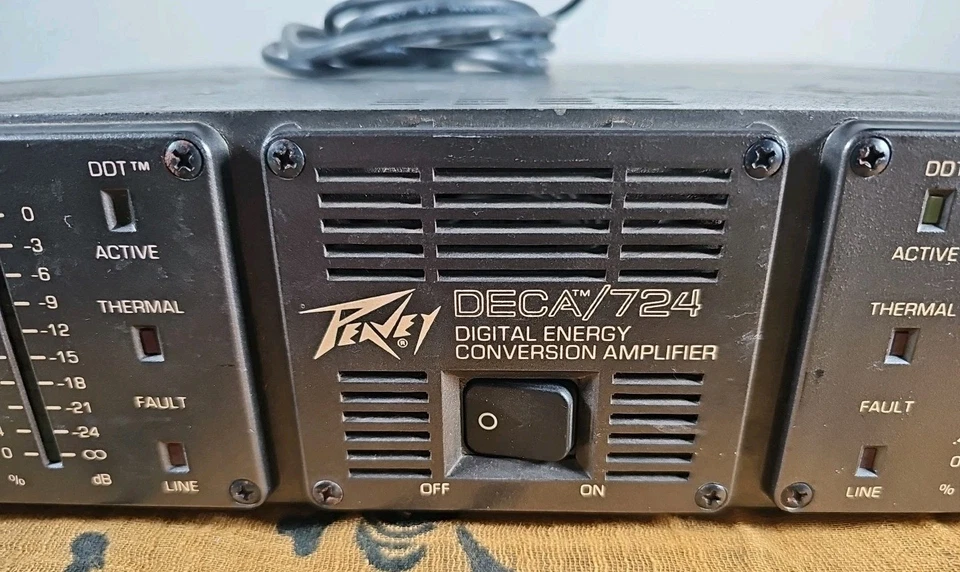 DDT™
ACTIVE
THERMAL
FAULT
LINE
0
-3
-6
-9
-12
-15
-18
-21
-24
∞
dB
%
0
PEAVEY®
DECA™/724
DIGITAL ENERGY
CONVERSION AMPLIFIER
O
OFF
ON
DDT
ACTIVE
THERMAL
FAULT
LINE
%